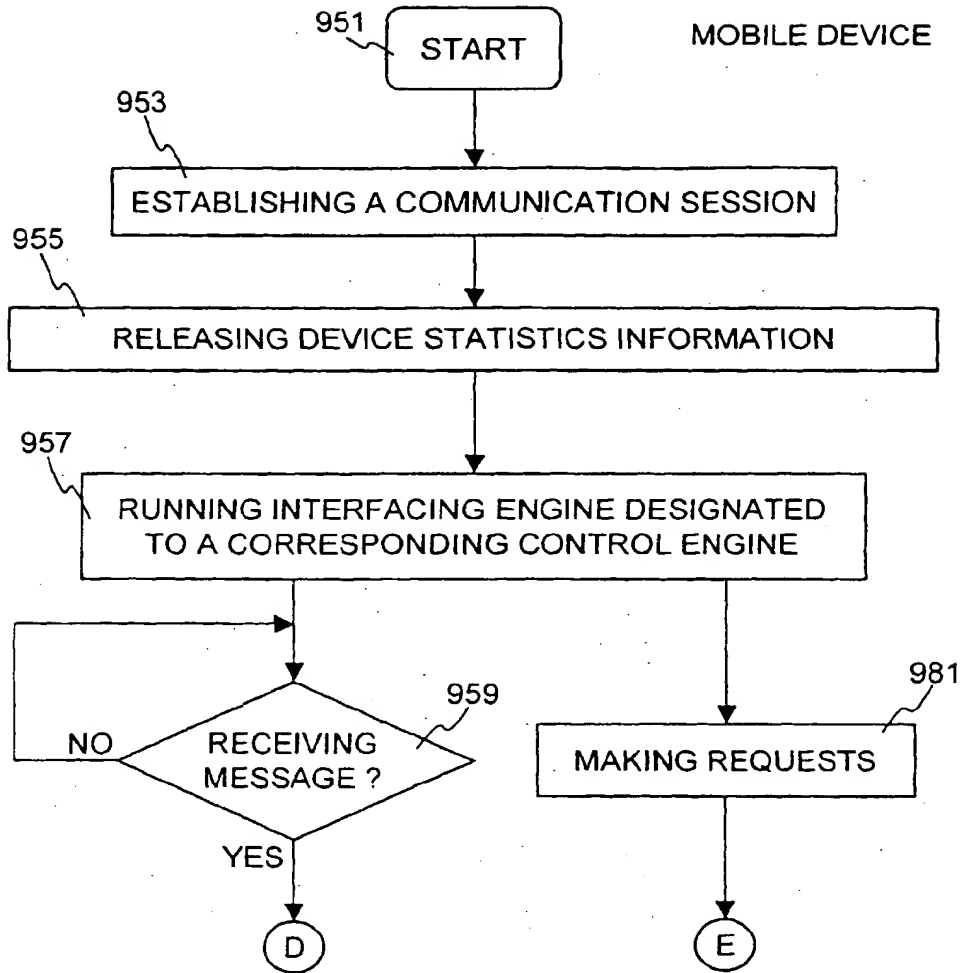 951
START
MOBILE DEVICE
953
ESTABLISHING A COMMUNICATION SESSION
955
RELEASING DEVICE STATISTICS INFORMATION
957
RUNNING INTERFACING ENGINE DESIGNATED
TO A CORRESPONDING CONTROL ENGINE
959
RECEIVING
MESSAGE ?
NO
YES
D
981
MAKING REQUESTS
E